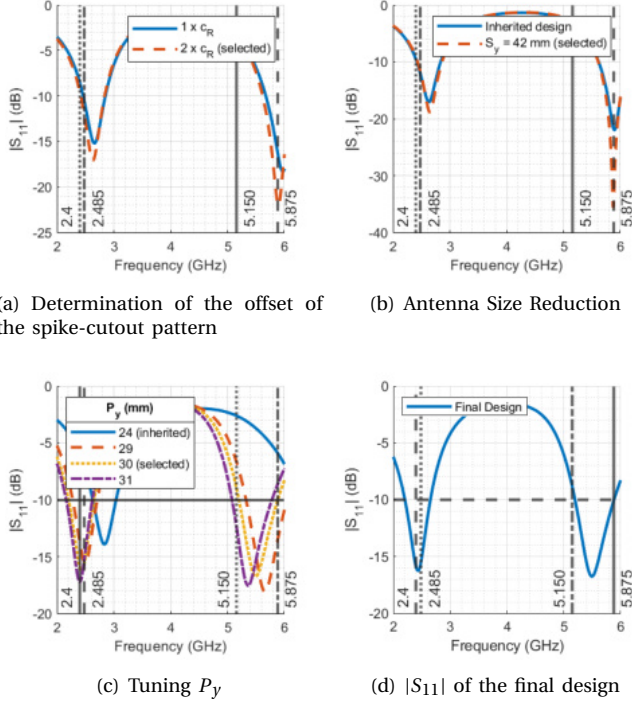 0
-5
-10
-15
-20
-25
|S11| (dB)
1 x cR
2 x cR (selected)
2.4
2.485
5.150
5.875
2 3 4 5 6
Frequency (GHz)
(a) Determination of the offset of
the spike-cutout pattern
0
-10
-20
-30
-40
|S11| (dB)
Inherited design
Sy = 42 mm (selected)
2.4
2.485
5.150
5.875
2 3 4 5 6
Frequency (GHz)
(b) Antenna Size Reduction
0
-5
-10
-15
-20
|S11| (dB)
Py (mm)
24 (inherited)
29
30 (selected)
31
2.4
2.485
5.150
5.875
2 3 4 5 6
Frequency (GHz)
(c) Tuning Py
0
-5
-10
-15
-20
|S11| (dB)
Final Design
2.4
2.485
5.150
5.875
2 3 4 5 6
Frequency (GHz)
(d) |S11| of the final design